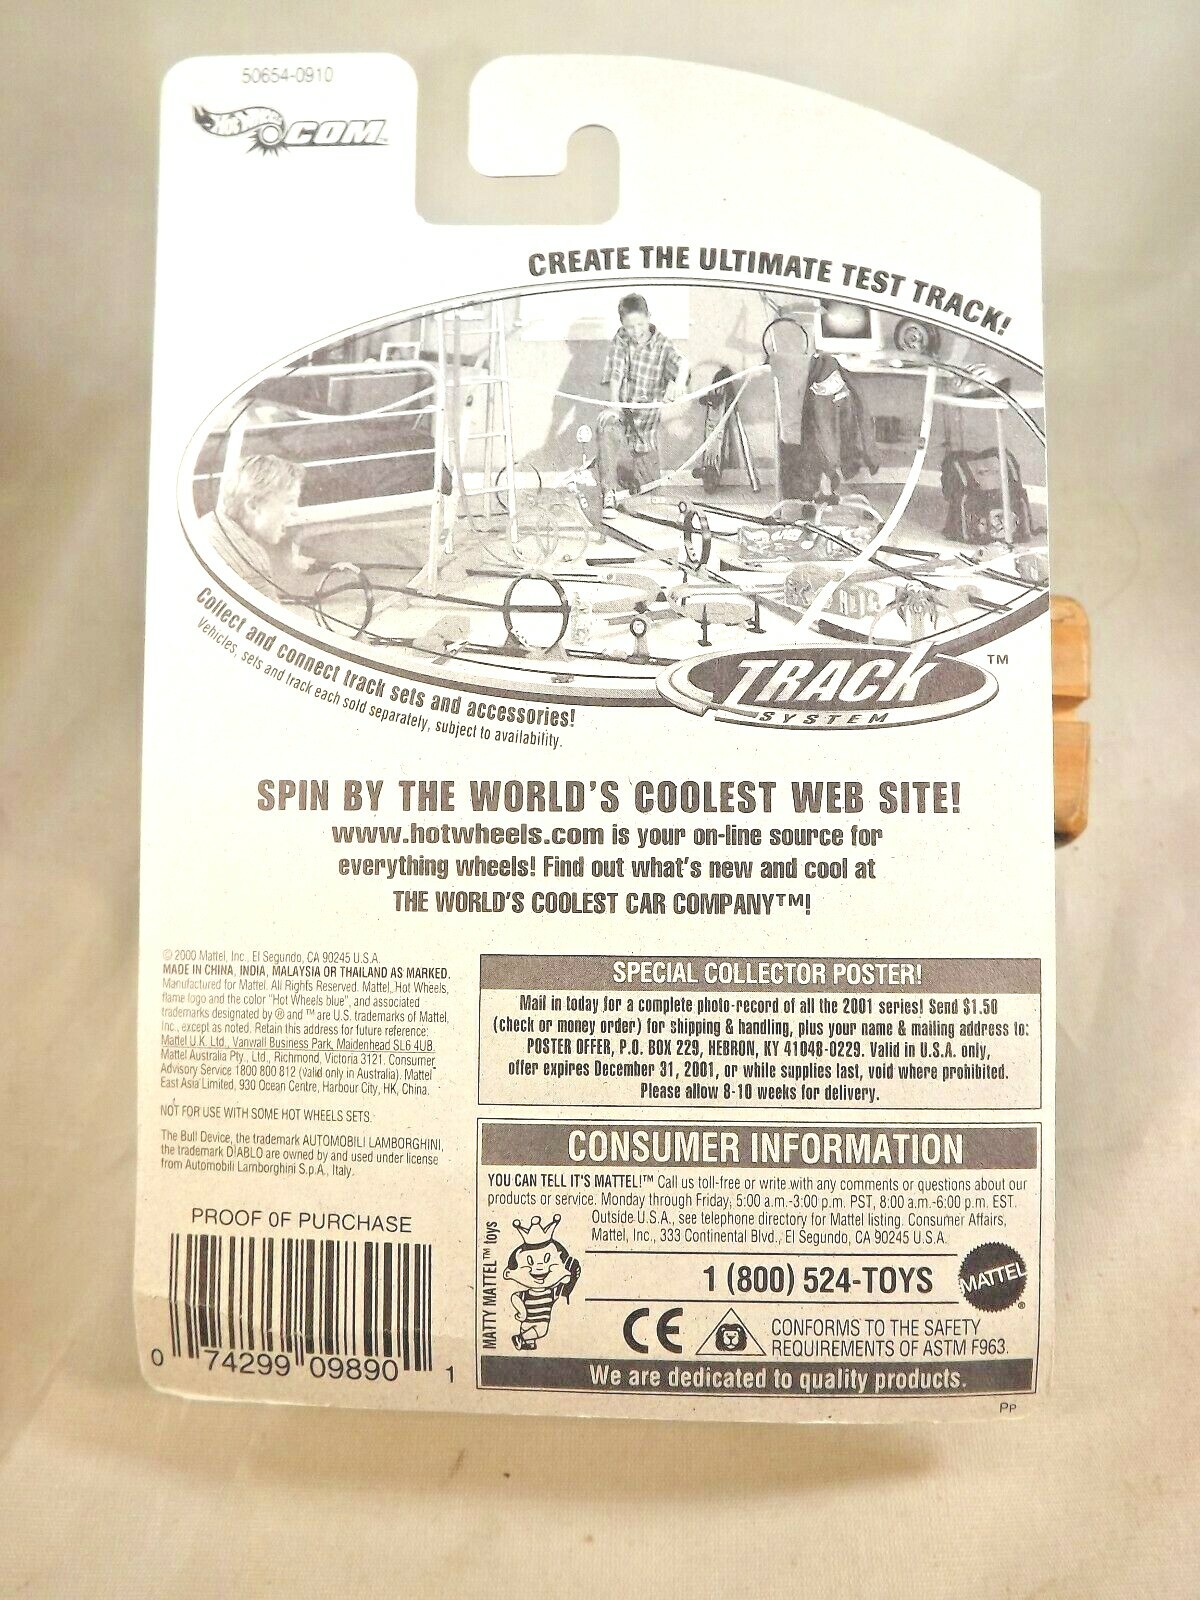 50654-0910
Hot Wheels .COM™
CREATE THE ULTIMATE TEST TRACK!
Collect and connect track sets and accessories!
Vehicles, sets and track each sold separately, subject to availability.
TRACK ™
SYSTEM
SPIN BY THE WORLD'S COOLEST WEB SITE!
www.hotwheels.com is your on-line source for
everything wheels! Find out what's new and cool at
THE WORLD'S COOLEST CAR COMPANY™!
© 2000 Mattel, Inc., El Segundo, CA 90245 U.S.A.
MADE IN CHINA, INDIA, MALAYSIA OR THAILAND AS MARKED.
Manufactured for Mattel. All Rights Reserved. Mattel, Hot Wheels,
flame logo and the color "Hot Wheels blue", and associated
trademarks designated by ® and ™ are U.S. trademarks of Mattel,
Inc., except as noted. Retain this address for future reference:
Mattel U.K. Ltd., Vanwall Business Park, Maidenhead SL6 4UB.
Mattel Australia Pty., Ltd., Richmond, Victoria 3121. Consumer
Advisory Service 1800 800 812 (valid only in Australia). Mattel
East Asia Limited, 930 Ocean Centre, Harbour City, HK, China.
NOT FOR USE WITH SOME HOT WHEELS SETS.
The Bull Device, the trademark AUTOMOBILI LAMBORGHINI,
the trademark DIABLO are owned by and used under license
from Automobili Lamborghini S.p.A., Italy.
PROOF OF PURCHASE
0 74299 09890 1
SPECIAL COLLECTOR POSTER!
Mail in today for a complete photo-record of all the 2001 series! Send $1.50
(check or money order) for shipping & handling, plus your name & mailing address to:
POSTER OFFER, P.O. BOX 229, HEBRON, KY 41048-0229. Valid in U.S.A. only,
offer expires December 31, 2001, or while supplies last, void where prohibited.
Please allow 8-10 weeks for delivery.
CONSUMER INFORMATION
YOU CAN TELL IT'S MATTEL!™ Call us toll-free or write with any comments or questions about our
products or service. Monday through Friday, 5:00 a.m.-3:00 p.m. PST, 8:00 a.m.-6:00 p.m. EST.
Outside U.S.A., see telephone directory for Mattel listing. Consumer Affairs,
Mattel, Inc., 333 Continental Blvd., El Segundo, CA 90245 U.S.A.
MATTY MATTEL™ toys
1 (800) 524-TOYS
MATTEL ®
CE
CONFORMS TO THE SAFETY
REQUIREMENTS OF ASTM F963.
We are dedicated to quality products.
PP